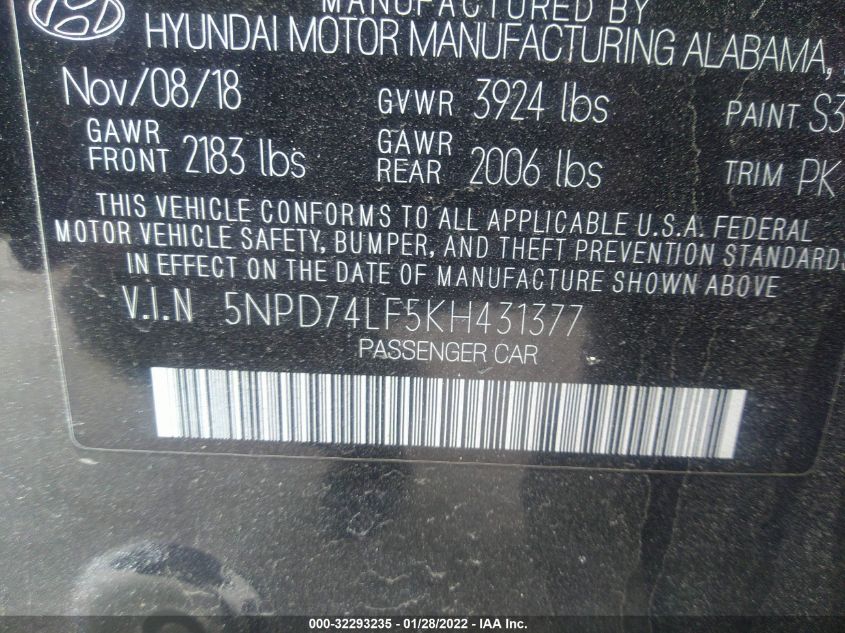 MANUFACTURED BY
HYUNDAI MOTOR MANUFACTURING ALABAMA,
Nov/08/18 GVWR 3924 lbs PAINT S3
GAWR FRONT 2183 lbs GAWR REAR 2006 lbs TRIM PK
THIS VEHICLE CONFORMS TO ALL APPLICABLE U.S.A. FEDERAL
MOTOR VEHICLE SAFETY, BUMPER, AND THEFT PREVENTION STANDARDS
IN EFFECT ON THE DATE OF MANUFACTURE SHOWN ABOVE
V.I.N 5NPD74LF5KH431377
PASSENGER CAR
000-32293235 - 01/28/2022 - IAA Inc.